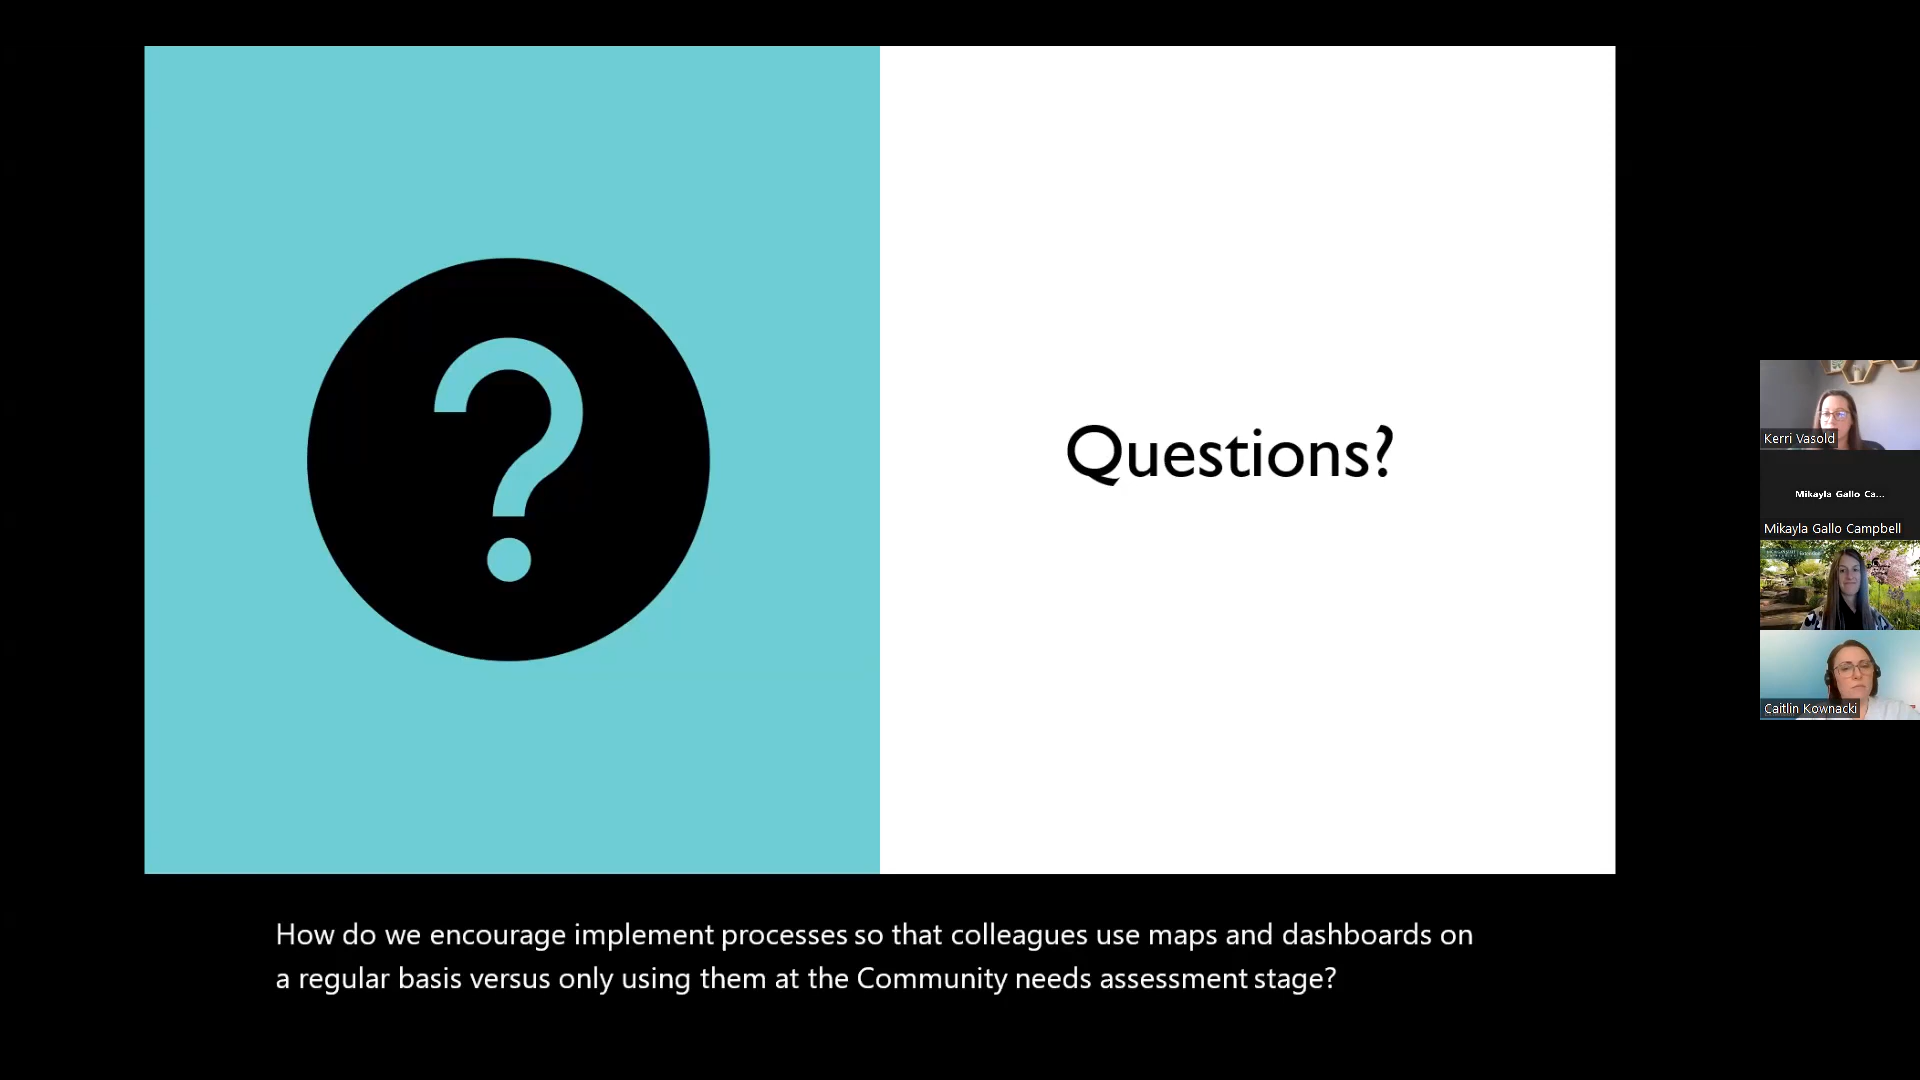 Questions?
Kerri Vasold
Mikayla Gallo Ca...
Mikayla Gallo Campbell
Caitlin Kownacki
How do we encourage implement processes so that colleagues use maps and dashboards on
a regular basis versus only using them at the Community needs assessment stage?